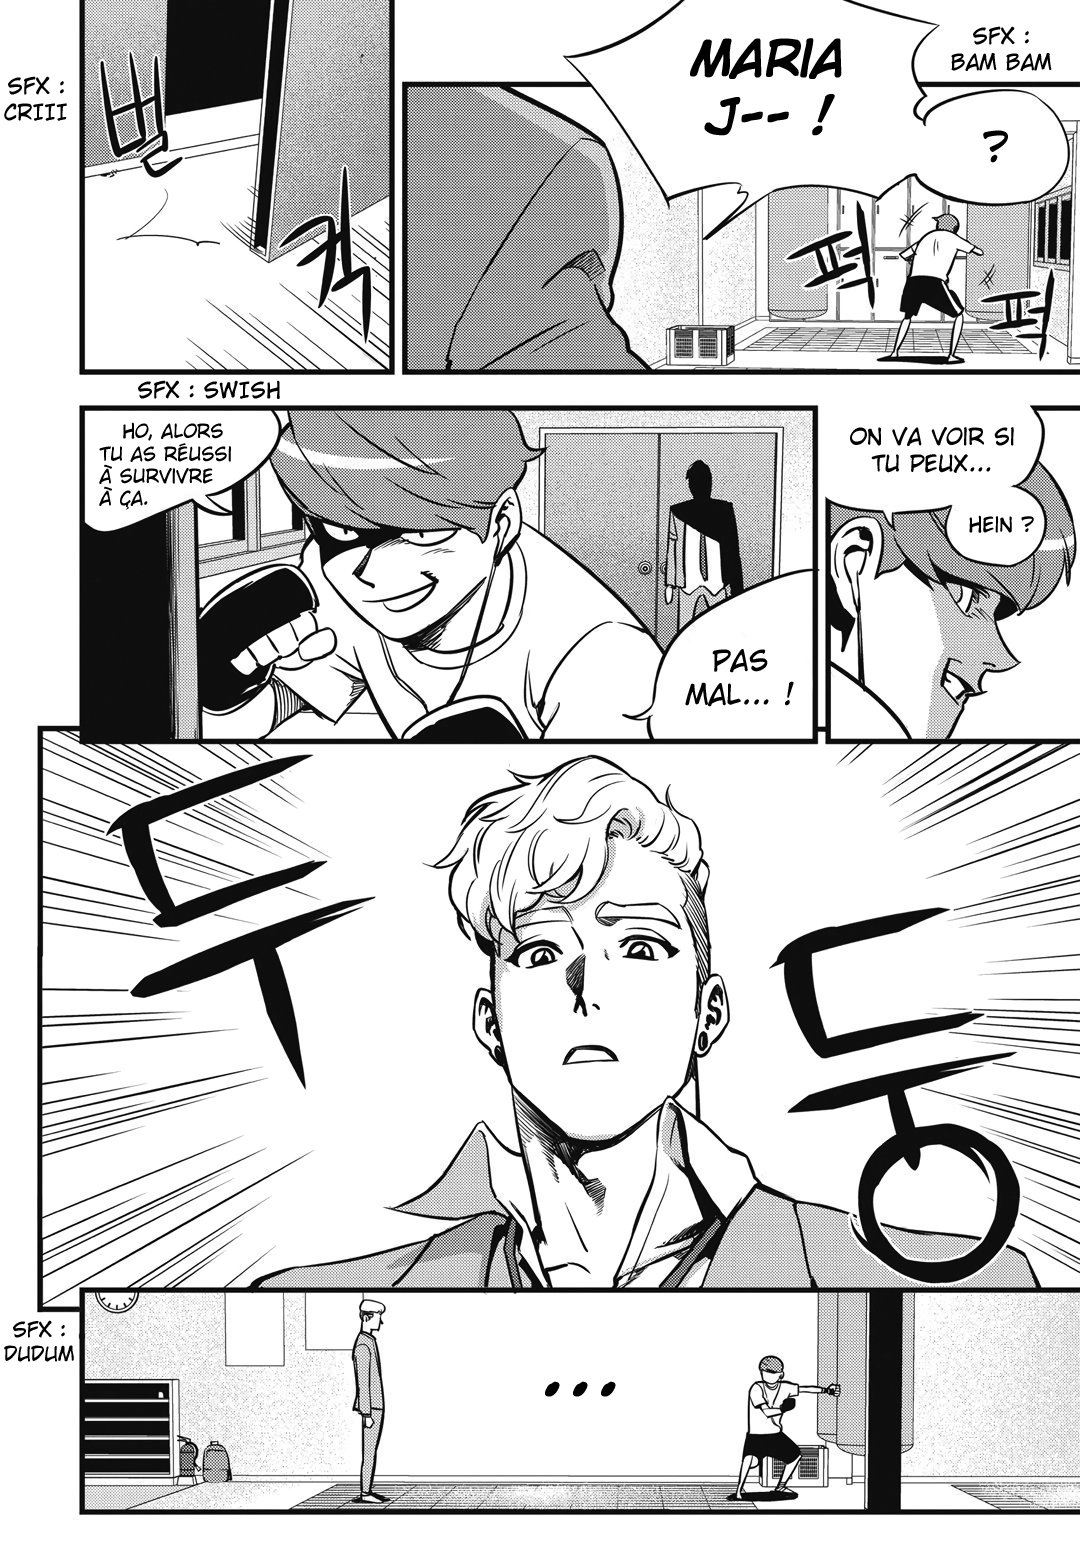 SFX :
CRIII
벌
컥
MARIA
J-- !
SFX :
BAM BAM
?
퍽
퍽
SFX : SWISH
HO, ALORS
TU AS RÉUSSI
À SURVIVRE
À ÇA.
PAS
MAL... !
ON VA VOIR SI
TU PEUX...
HEIN ?
두
둥
SFX :
DUDUM
...